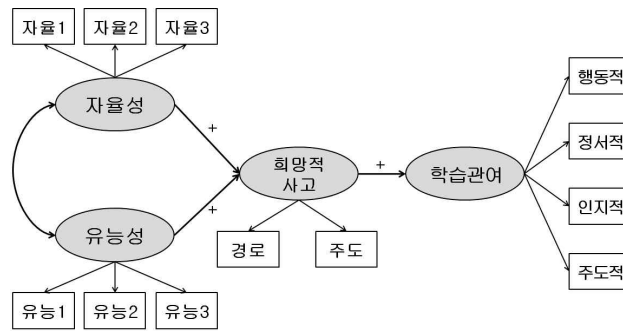 자율1 자율2 자율3
자율성
행동적
+
정서적
희망적
사고
+
학습관여
+
인지적
유능성
경로 주도
주도적
유능1 유능2 유능3